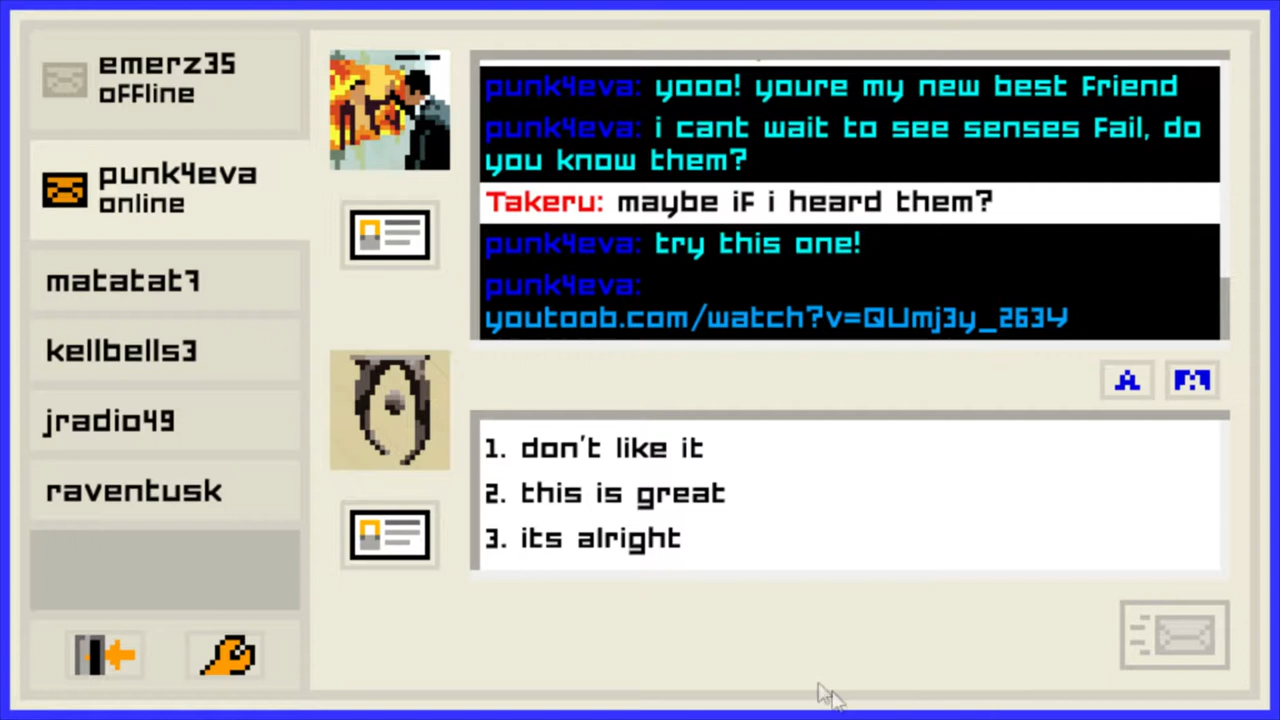 emerz35
offline
punk4eva
online
matatat7
kellbells3
jradio49
raventusk
punk4eva: yooo! youre my new best friend
punk4eva: i cant wait to see senses fail, do
you know them?
Takeru: maybe if i heard them?
punk4eva: try this one!
punk4eva:
youtoob.com/watch?v=QUmj3y_2634
A
1. don't like it
2. this is great
3. its alright